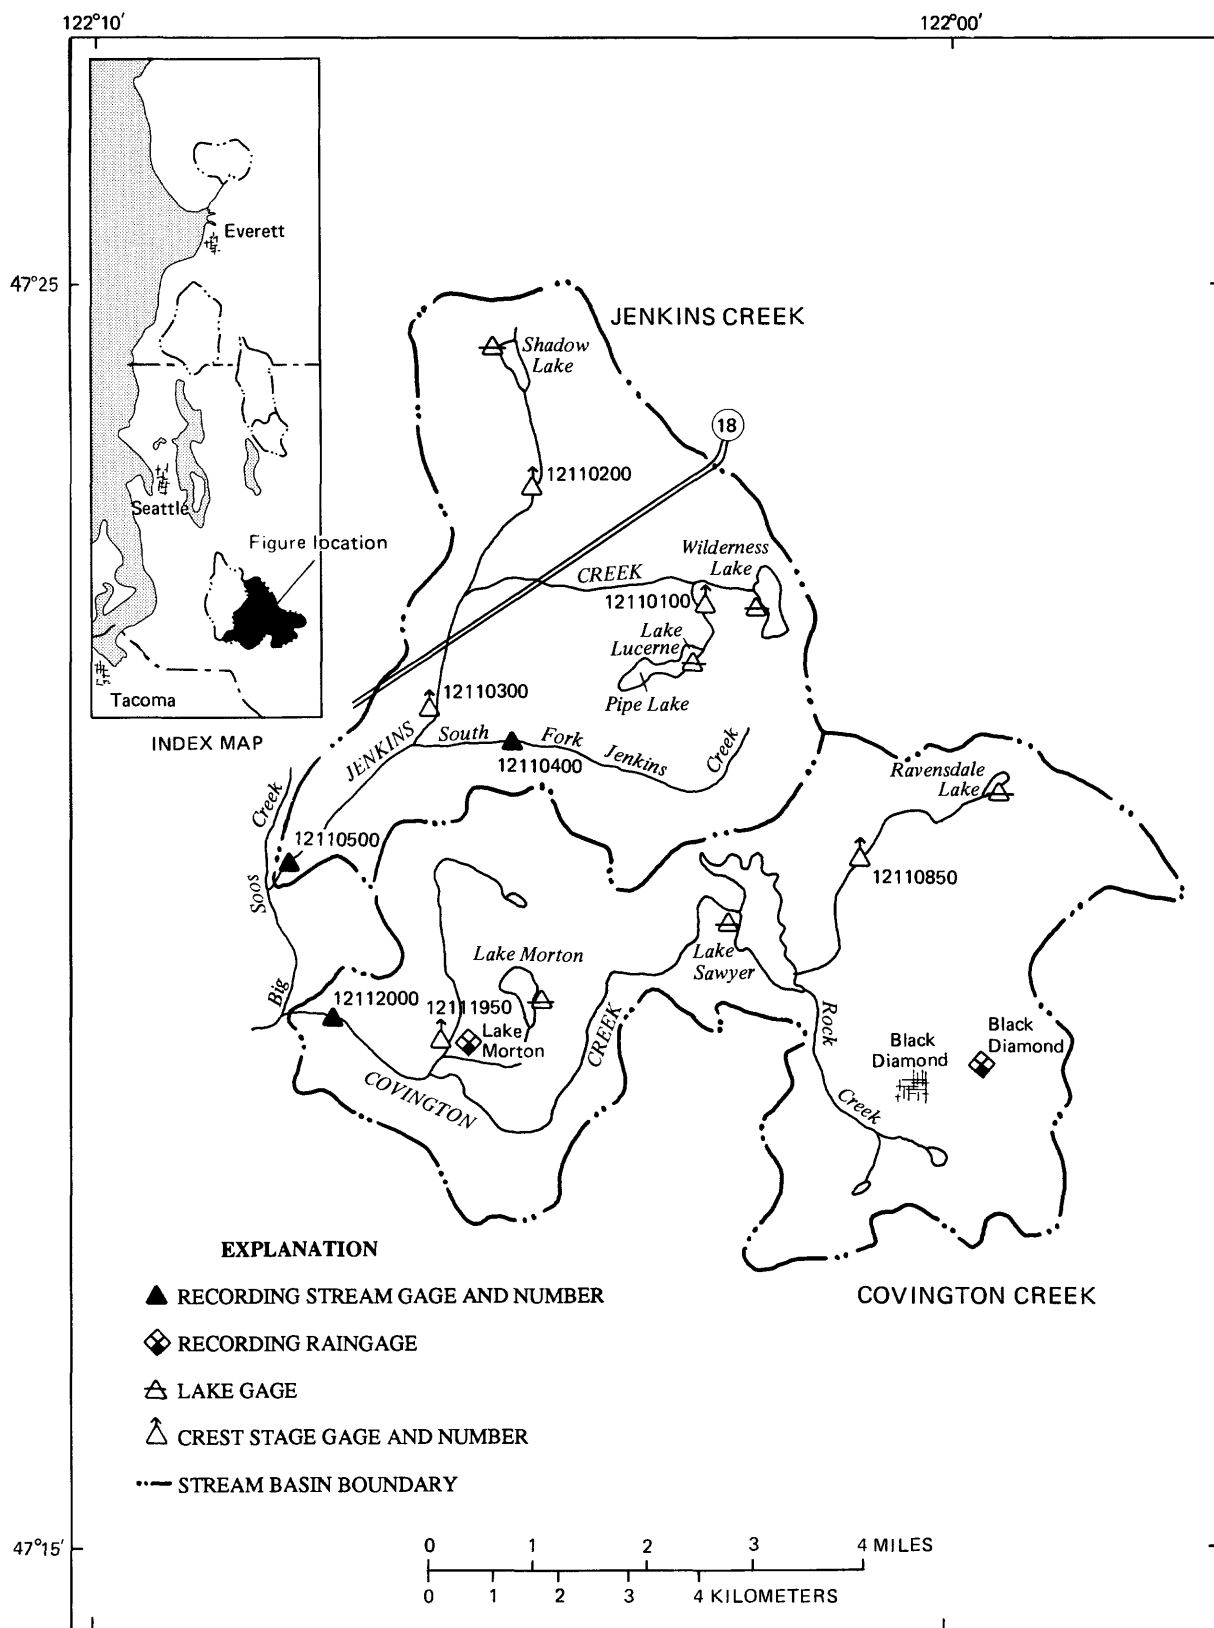 122°10'
122°00'
Everett
47°25
JENKINS CREEK
Shadow
Lake
18
12110200
Seattle
Figure location
Wilderness
Lake
CREEK
12110100
Lake
Lucerne
Pipe Lake
Tacoma
12110300
INDEX MAP
JENKINS
South Fork Jenkins Creek
12110400
Ravensdale
Lake
12110500
12110850
Big Soos Creek
Lake Morton
Lake
Sawyer
12112000
12111950
Lake
Morton
CREEK
Rock
Creek
Black
Diamond
Black
Diamond
COVINGTON
EXPLANATION
COVINGTON CREEK
RECORDING STREAM GAGE AND NUMBER
RECORDING RAINGAGE
LAKE GAGE
CREST STAGE GAGE AND NUMBER
STREAM BASIN BOUNDARY
47°15'
0 1 2 3 4 MILES
0 1 2 3 4 KILOMETERS